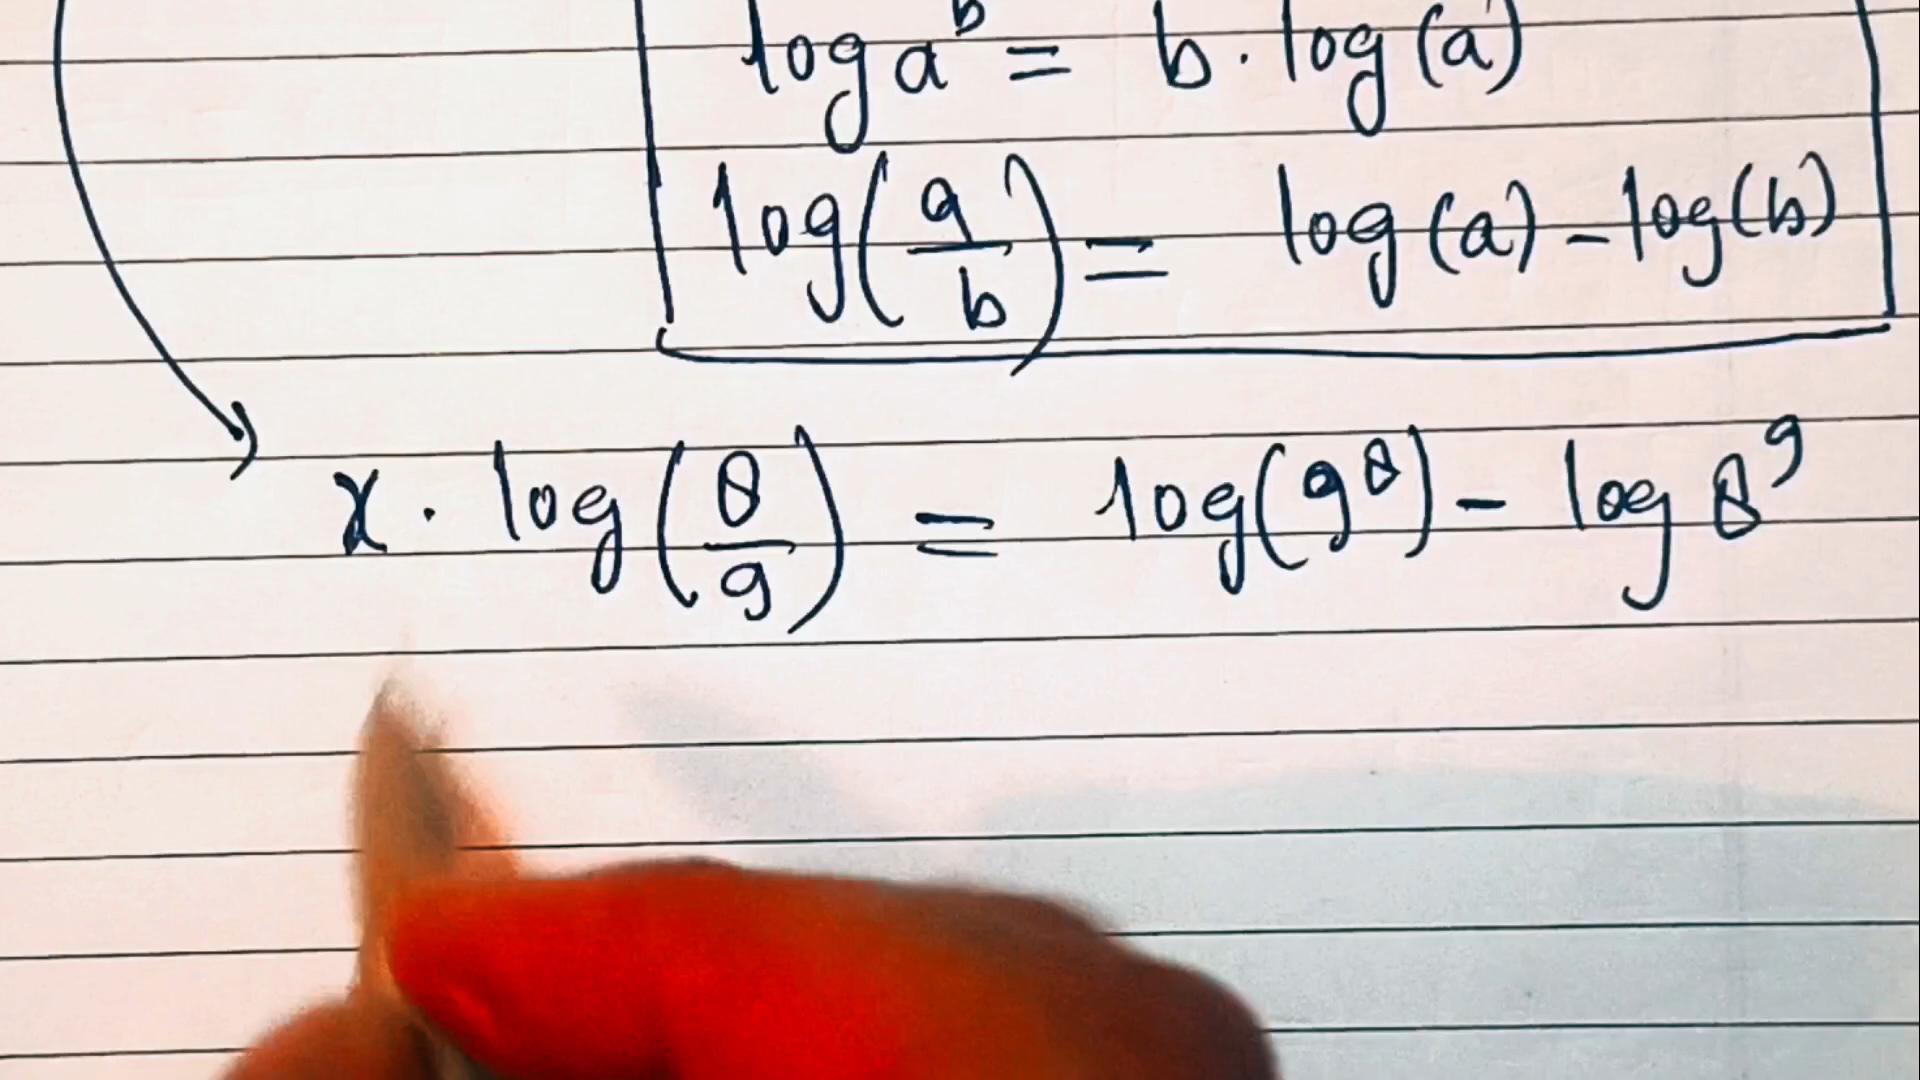 log a^b = b · log (a)
log(a/b) = log (a) - log(b)
x · log(8/9) = log(9^8) - log 8^9